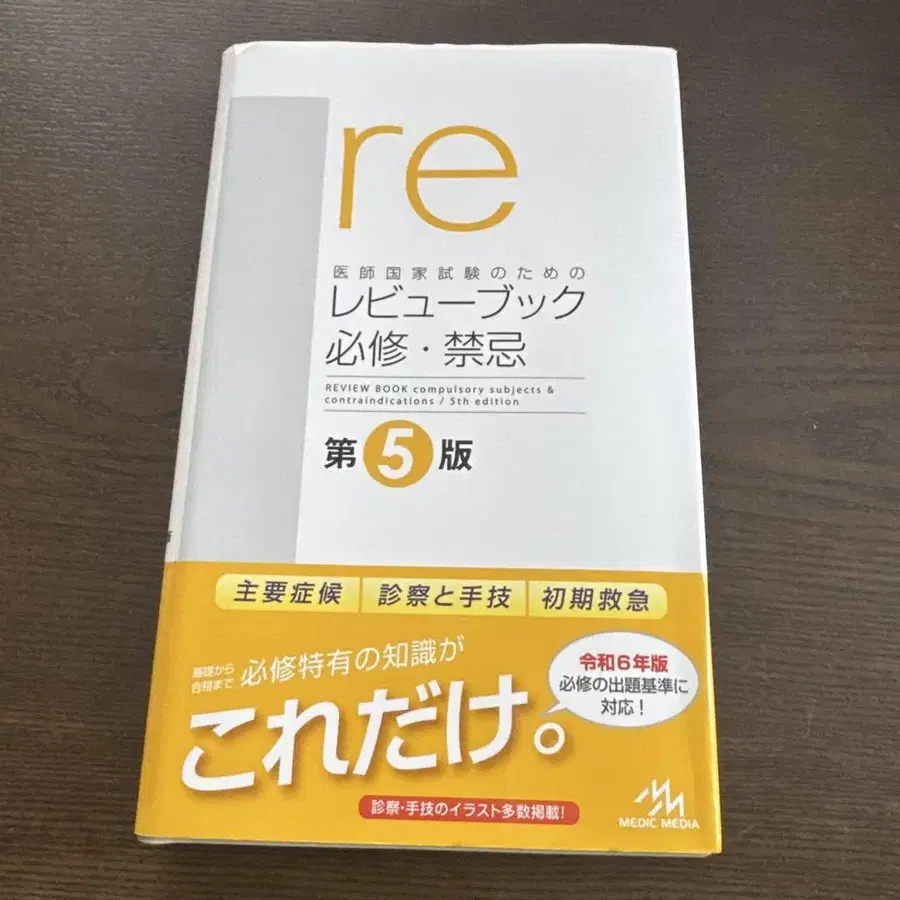 re
医師国家試験のための
レビューブック
必修・禁忌
REVIEW BOOK compulsory subjects &
contraindications / 5th edition
第5版
主要症候 診察と手技 初期救急
基礎から
合格まで
必修特有の知識が
これだけ。
令和6年版
必修の出題基準に
対応!
診察・手技のイラスト多数掲載!
MEDIC MEDIA